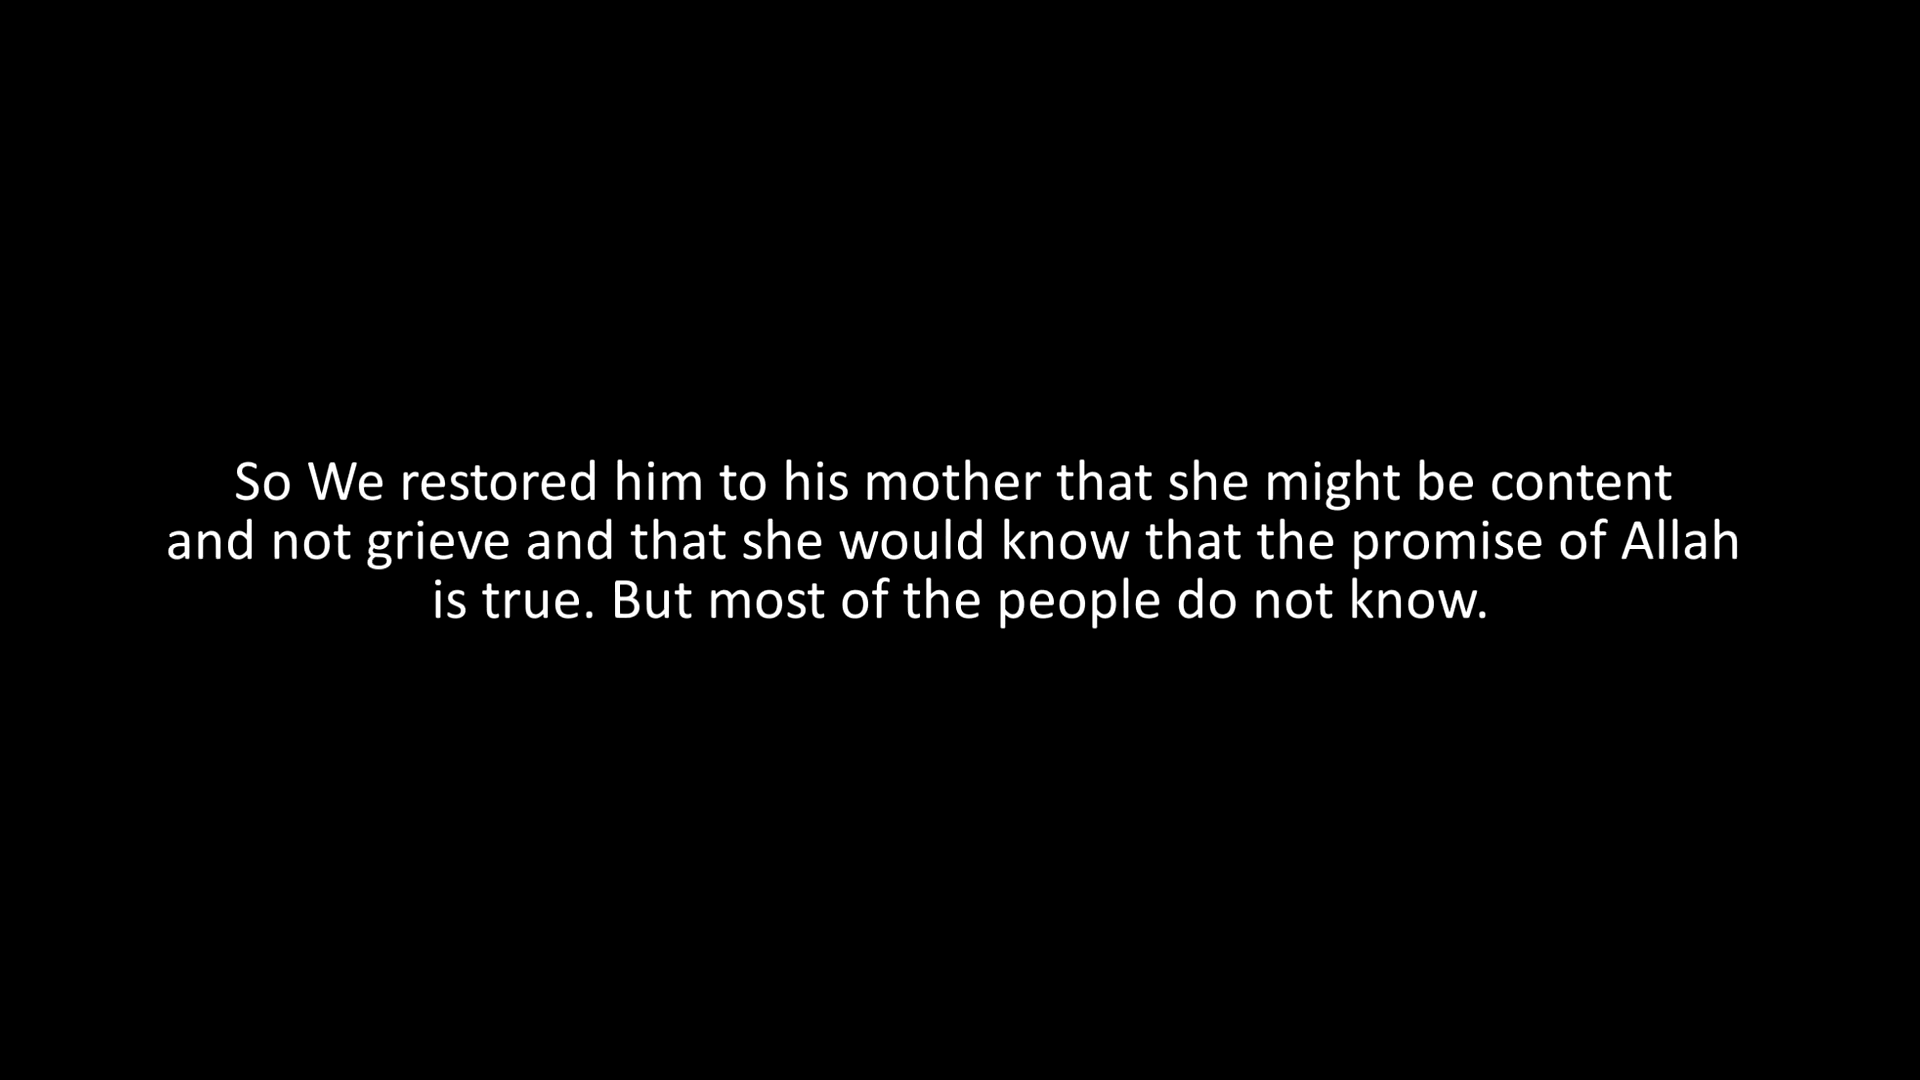 So We restored him to his mother that she might be content
and not grieve and that she would know that the promise of Allah
is true. But most of the people do not know.